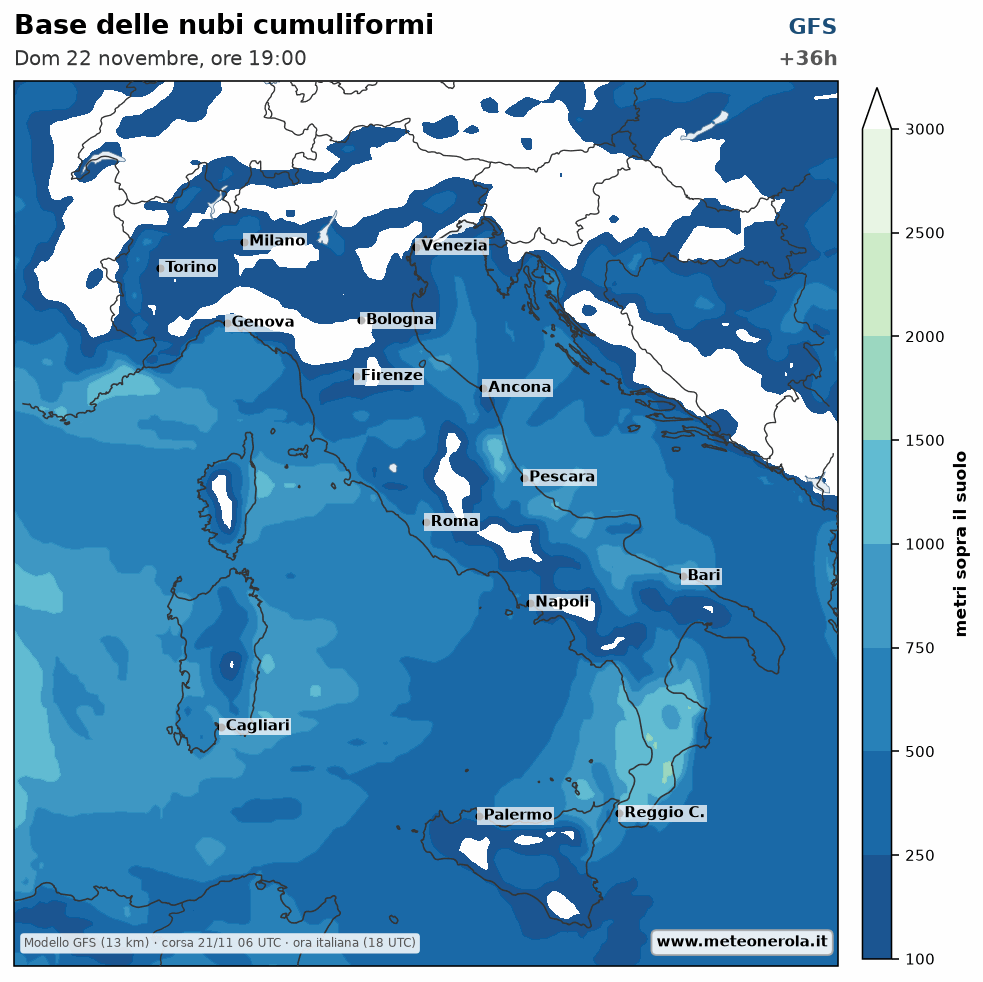 Base delle nubi cumuliformi
GFS
Dom 22 novembre, ore 19:00
+36h
Milano
Venezia
Torino
Genova
Bologna
Firenze
Ancona
Pescara
Roma
Bari
Napoli
Cagliari
Palermo
Reggio C.
3000
2500
2000
1500
1000
750
500
250
100
metri sopra il suolo
Modello GFS (13 km) · corsa 21/11 06 UTC · ora italiana (18 UTC)
www.meteonerola.it